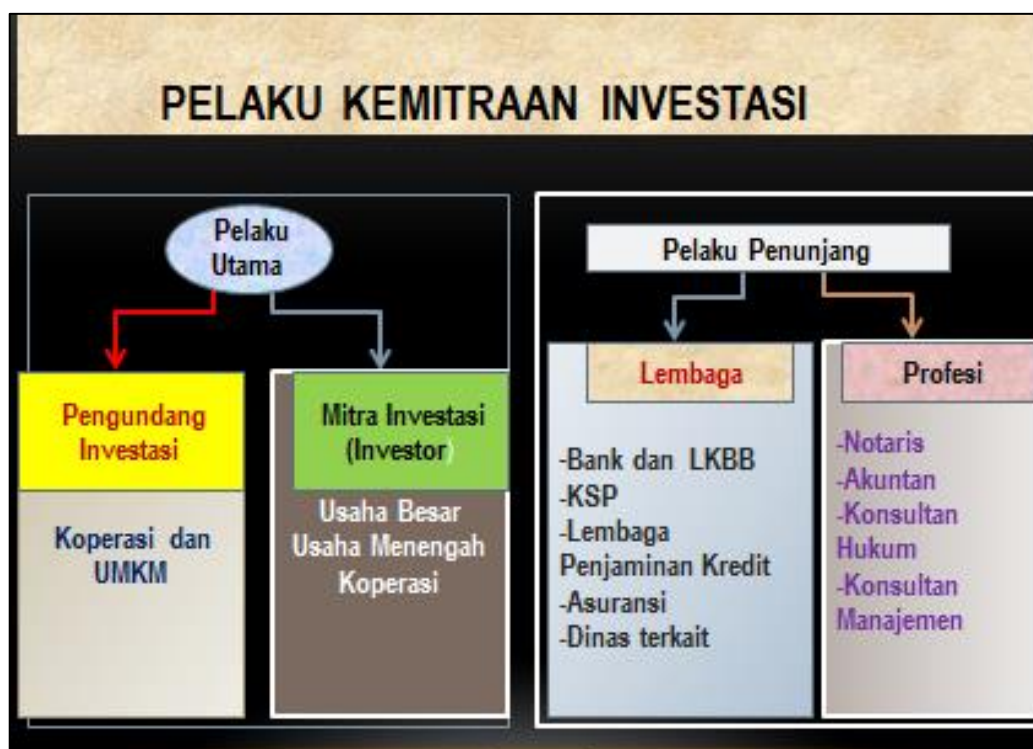 PELAKU KEMITRAAN INVESTASI
Pelaku
Utama
Pengundang
Investasi
Koperasi dan
UMKM
Mitra Investasi
(Investor)
Usaha Besar
Usaha Menengah
Koperasi
Pelaku Penunjang
Lembaga
-Bank dan LKBB
-KSP
-Lembaga
Penjaminan Kredit
-Asuransi
-Dinas terkait
Profesi
-Notaris
-Akuntan
-Konsultan
Hukum
-Konsultan
Manajemen